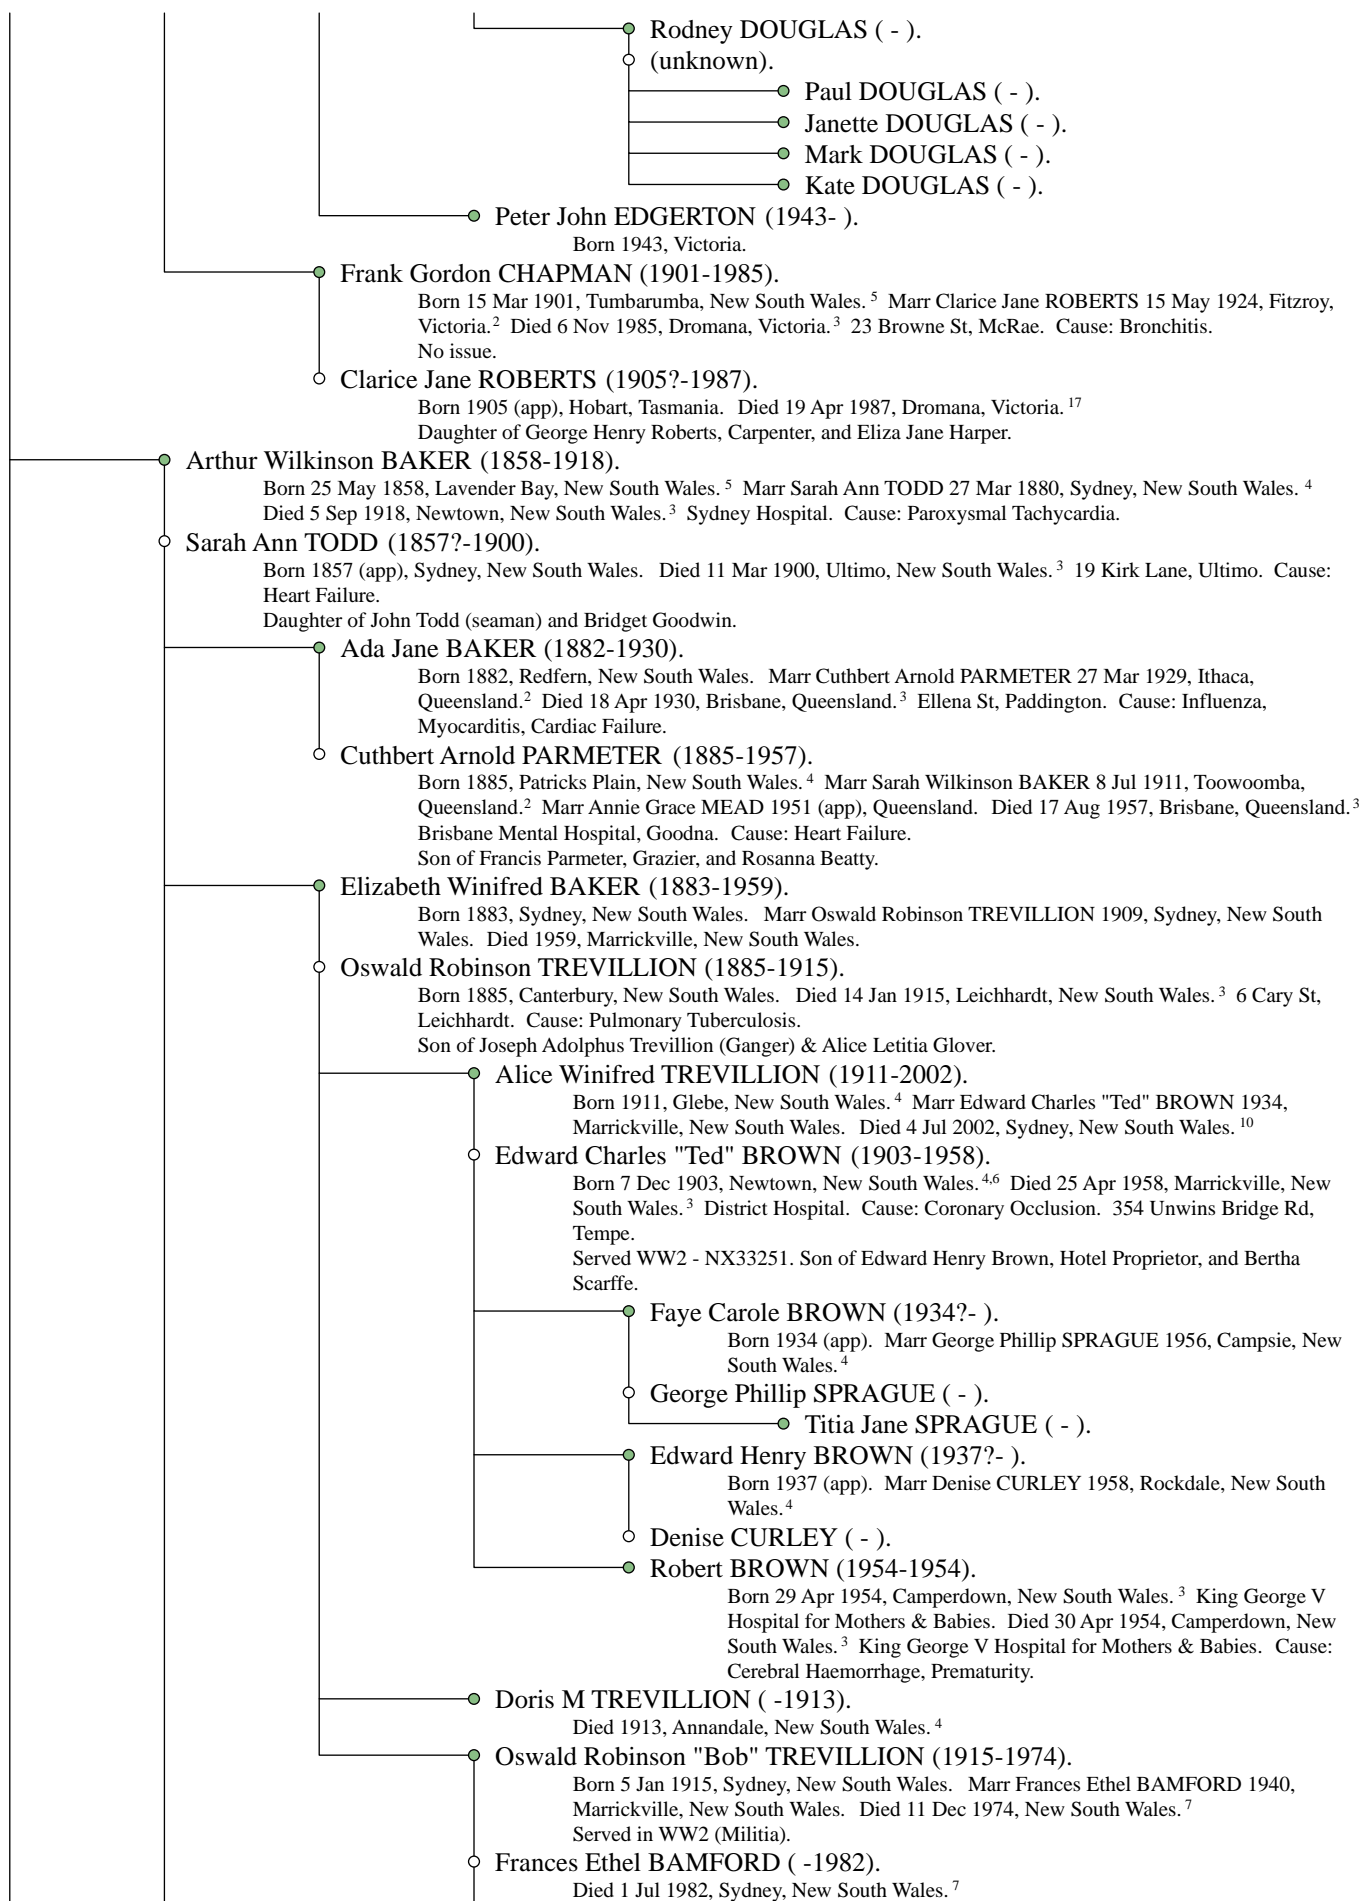 Rodney DOUGLAS ( - ).
(unknown).
Paul DOUGLAS ( - ).
Janette DOUGLAS ( - ).
Mark DOUGLAS ( - ).
Kate DOUGLAS ( - ).
Peter John EDGERTON (1943- ).
Born 1943, Victoria.
Frank Gordon CHAPMAN (1901-1985).
Born 15 Mar 1901, Tumbarumba, New South Wales. 5 Marr Clarice Jane ROBERTS 15 May 1924, Fitzroy,
Victoria.2 Died 6 Nov 1985, Dromana, Victoria.3 23 Browne St, McRae. Cause: Bronchitis.
No issue.
Clarice Jane ROBERTS (1905?-1987).
Born 1905 (app), Hobart, Tasmania. Died 19 Apr 1987, Dromana, Victoria. 17
Daughter of George Henry Roberts, Carpenter, and Eliza Jane Harper.
Arthur Wilkinson BAKER (1858-1918).
Born 25 May 1858, Lavender Bay, New South Wales. 5 Marr Sarah Ann TODD 27 Mar 1880, Sydney, New South Wales. 4
Died 5 Sep 1918, Newtown, New South Wales.3 Sydney Hospital. Cause: Paroxysmal Tachycardia.
Sarah Ann TODD (1857?-1900).
Born 1857 (app), Sydney, New South Wales. Died 11 Mar 1900, Ultimo, New South Wales.3 19 Kirk Lane, Ultimo. Cause:
Heart Failure.
Daughter of John Todd (seaman) and Bridget Goodwin.
Ada Jane BAKER (1882-1930).
Born 1882, Redfern, New South Wales. Marr Cuthbert Arnold PARMETER 27 Mar 1929, Ithaca,
Queensland.2 Died 18 Apr 1930, Brisbane, Queensland.3 Ellena St, Paddington. Cause: Influenza,
Myocarditis, Cardiac Failure.
Cuthbert Arnold PARMETER (1885-1957).
Born 1885, Patricks Plain, New South Wales. 4 Marr Sarah Wilkinson BAKER 8 Jul 1911, Toowoomba,
Queensland.2 Marr Annie Grace MEAD 1951 (app), Queensland. Died 17 Aug 1957, Brisbane, Queensland.3
Brisbane Mental Hospital, Goodna. Cause: Heart Failure.
Son of Francis Parmeter, Grazier, and Rosanna Beatty.
Elizabeth Winifred BAKER (1883-1959).
Born 1883, Sydney, New South Wales. Marr Oswald Robinson TREVILLION 1909, Sydney, New South
Wales. Died 1959, Marrickville, New South Wales.
Oswald Robinson TREVILLION (1885-1915).
Born 1885, Canterbury, New South Wales. Died 14 Jan 1915, Leichhardt, New South Wales. 3 6 Cary St,
Leichhardt. Cause: Pulmonary Tuberculosis.
Son of Joseph Adolphus Trevillion (Ganger) & Alice Letitia Glover.
Alice Winifred TREVILLION (1911-2002).
Born 1911, Glebe, New South Wales. 4 Marr Edward Charles "Ted" BROWN 1934,
Marrickville, New South Wales. Died 4 Jul 2002, Sydney, New South Wales. 10
Edward Charles "Ted" BROWN (1903-1958).
Born 7 Dec 1903, Newtown, New South Wales. 4,6 Died 25 Apr 1958, Marrickville, New
South Wales. 3 District Hospital. Cause: Coronary Occlusion. 354 Unwins Bridge Rd,
Tempe.
Served WW2 - NX33251. Son of Edward Henry Brown, Hotel Proprietor, and Bertha
Scarffe.
Faye Carole BROWN (1934?- ).
Born 1934 (app). Marr George Phillip SPRAGUE 1956, Campsie, New
South Wales. 4
George Phillip SPRAGUE ( - ).
Titia Jane SPRAGUE ( - ).
Edward Henry BROWN (1937?- ).
Born 1937 (app). Marr Denise CURLEY 1958, Rockdale, New South
Wales. 4
Denise CURLEY ( - ).
Robert BROWN (1954-1954).
Born 29 Apr 1954, Camperdown, New South Wales. 3 King George V
Hospital for Mothers & Babies. Died 30 Apr 1954, Camperdown, New
South Wales. 3 King George V Hospital for Mothers & Babies. Cause:
Cerebral Haemorrhage, Prematurity.
Doris M TREVILLION ( -1913).
Died 1913, Annandale, New South Wales. 4
Oswald Robinson "Bob" TREVILLION (1915-1974).
Born 5 Jan 1915, Sydney, New South Wales. Marr Frances Ethel BAMFORD 1940,
Marrickville, New South Wales. Died 11 Dec 1974, New South Wales. 7
Served in WW2 (Militia).
Frances Ethel BAMFORD ( -1982).
Died 1 Jul 1982, Sydney, New South Wales. 7